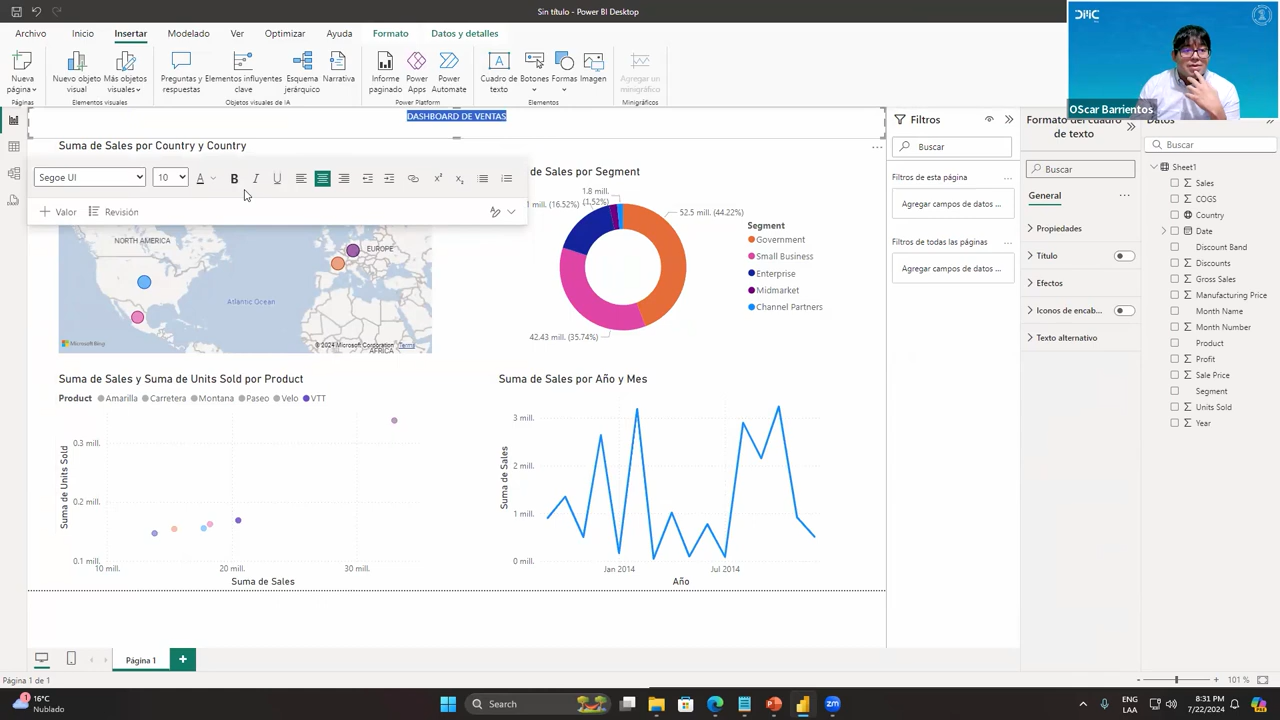 Sin título - Power BI Desktop
Archivo Inicio Insertar Modelado Ver Optimizar Ayuda Formato Datos y detalles
Nueva página
Nuevo objeto visual
Más objetos visuales
Preguntas y respuestas
Elementos influyentes clave
Esquema jerárquico
Narrativa
Informe paginado
Power Apps
Power Automate
Cuadro de texto
Botones
Formas
Imagen
Agregar un minigráfico
Páginas
Elementos visuales
Objetos visuales de IA
Power Platform
Elementos
Minigráficos
DMC
OScar Barrientos
DASHBOARD DE VENTAS
Suma de Sales por Country y Country
Segoe UI 10
Valor Revisión
NORTH AMERICA
EUROPE
Atlantic Ocean
AFRICA
Microsoft Bing
© 2024 Microsoft Corporation Terms
de Sales por Segment
1.8 mill.
(1.52%)
1 mill. (16.52%)
52.5 mill. (44.22%)
42.43 mill. (35.74%)
Segment
Government
Small Business
Enterprise
Midmarket
Channel Partners
Suma de Sales y Suma de Units Sold por Product
Product Amarilla Carretera Montana Paseo Velo VTT
Suma de Units Sold
0.3 mill.
0.2 mill.
0.1 mill.
10 mill. 20 mill. 30 mill.
Suma de Sales
Suma de Sales por Año y Mes
Suma de Sales
3 mill.
2 mill.
1 mill.
0 mill.
Jan 2014 Jul 2014
Año
Filtros
Buscar
Filtros de esta página
Agregar campos de datos ...
Filtros de todas las páginas
Agregar campos de datos ...
Formato del cuadro de texto
Buscar
General
Propiedades
Título
Efectos
Iconos de encab...
Texto alternativo
Datos
Buscar
Sheet1
Sales
COGS
Country
Date
Discount Band
Discounts
Gross Sales
Manufacturing Price
Month Name
Month Number
Product
Profit
Sale Price
Segment
Units Sold
Year
Página 1
Página 1 de 1
101 %
1
16°C
Nublado
Search
ENG
LAA
8:31 PM
7/22/2024